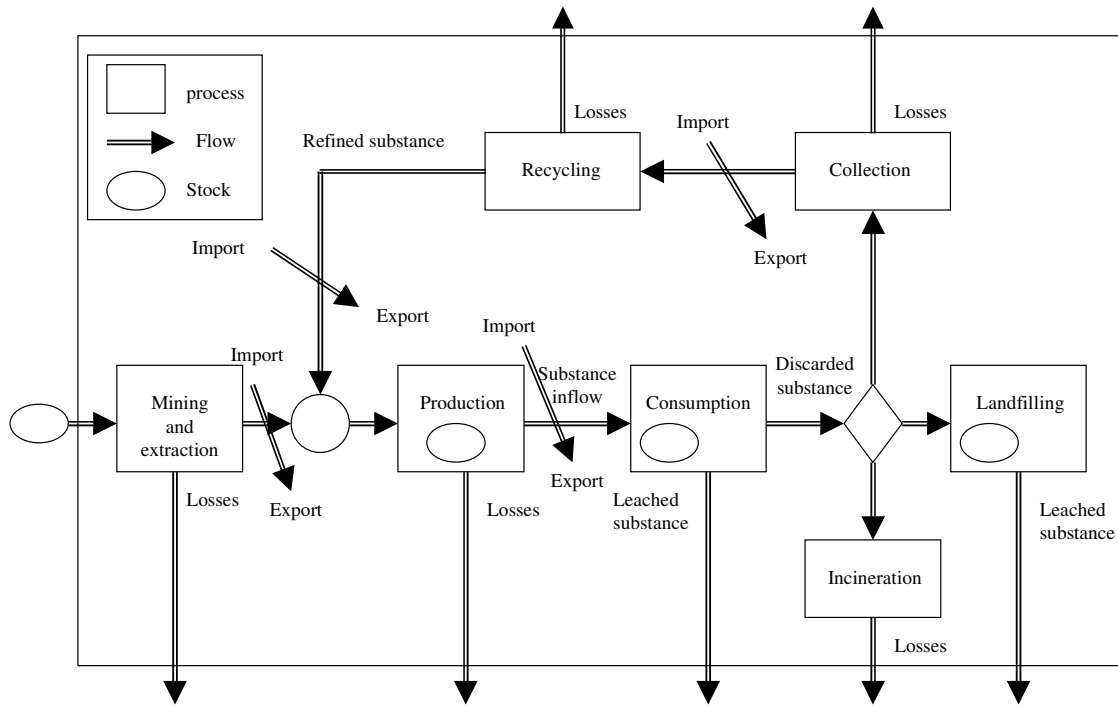 process
Flow
Stock
Losses
Losses
Import
Refined substance
Recycling
Collection
Import
Export
Export
Import
Import
Substance
inflow
Discarded
substance
Mining
and
extraction
Production
Consumption
Landfilling
Export
Losses
Export
Losses
Leached
substance
Leached
substance
Incineration
Losses